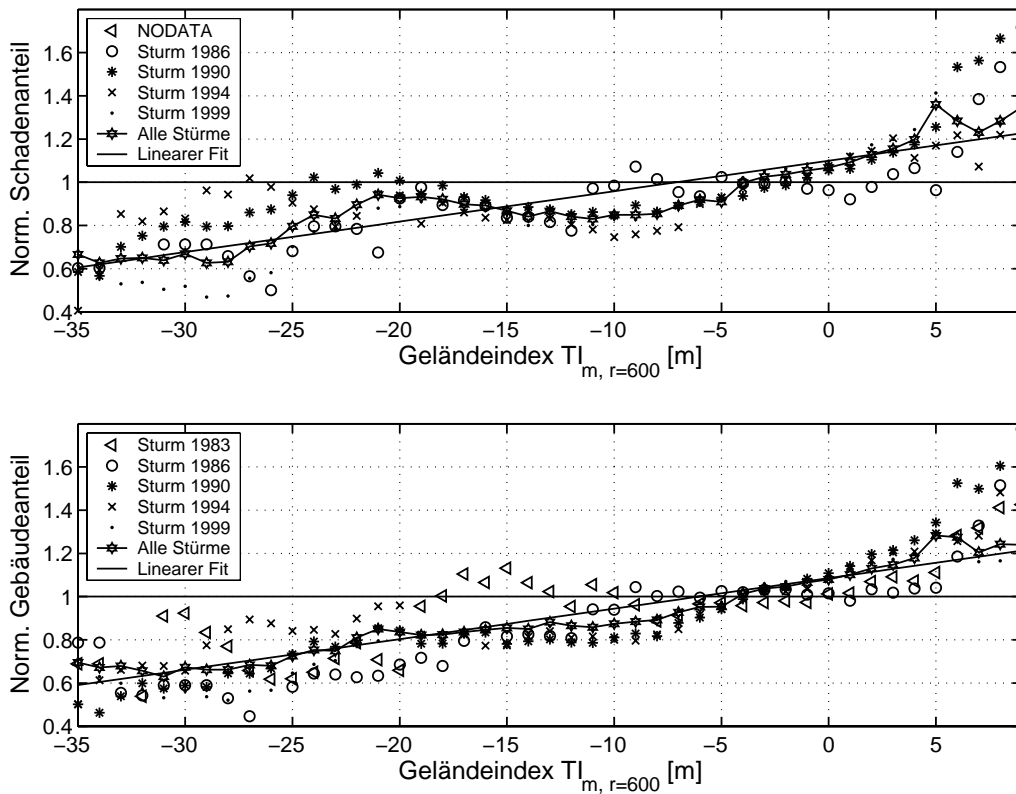 1.6
1.4
1.2
1
0.8
0.6
0.4
Norm. Schadenanteil
NODATA
Sturm 1986
Sturm 1990
Sturm 1994
Sturm 1999
Alle Stürme
Linearer Fit
−35 −30 −25 −20 −15 −10 −5 0 5
Geländeindex TI_m, r=600 [m]
1.6
1.4
1.2
1
0.8
0.6
0.4
Norm. Gebäudeanteil
Sturm 1983
Sturm 1986
Sturm 1990
Sturm 1994
Sturm 1999
Alle Stürme
Linearer Fit
−35 −30 −25 −20 −15 −10 −5 0 5
Geländeindex TI_m, r=600 [m]